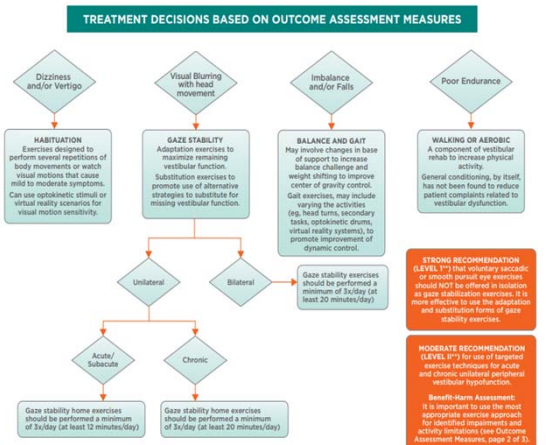 TREATMENT DECISIONS BASED ON OUTCOME ASSESSMENT MEASURES
Dizziness
and/or Vertigo
Visual Blurring
with head
movement
Imbalance
and/or Falls
Poor Endurance
HABITUATION
Exercises designed to
perform several repetitions of
body movements or watch
visual motions that cause
mild to moderate symptoms.
Can use optokinetic stimuli or
virtual reality scenarios for
visual motion sensitivity.
GAZE STABILITY
Adaptation exercises to
maximize remaining
vestibular function.
Substitution exercises to
promote use of alternative
strategies to substitute for
missing vestibular function.
BALANCE AND GAIT
May involve changes in base
of support to increase
balance challenge and
weight shifting to improve
center of gravity control.
Gait exercises, may include
varying the activities
(eg, head turns, secondary
tasks, optokinetic drums,
virtual reality systems), to
promote improvement of
dynamic control.
WALKING OR AEROBIC
A component of vestibular
rehab to increase physical
activity.
General conditioning, by itself,
has not been found to reduce
patient complaints related to
vestibular dysfunction.
Unilateral
Bilateral
Gaze stability exercises
should be performed a
minimum of 3x/day (at
least 20 minutes/day)
Acute/
Subacute
Chronic
Gaze stability home exercises
should be performed a minimum
of 3x/day (at least 12 minutes/day)
Gaze stability home exercises
should be performed a minimum
of 3x/day (at least 20 minutes/day)
STRONG RECOMMENDATION
(LEVEL I**) that voluntary saccadic
or smooth pursuit eye exercises
should NOT be offered in isolation
as gaze stabilization exercises. It is
more effective to use the adaptation
and substitution forms of gaze
stability exercises.
MODERATE RECOMMENDATION
(LEVEL II**) for use of targeted
exercise techniques for
acute and chronic unilateral peripheral
vestibular hypofunction.
Benefit-Harm Assessment:
It is important to use the most
appropriate exercise approach
for identified impairments and
activity limitations (see Outcome
Assessment Measures, page 2 of 3).